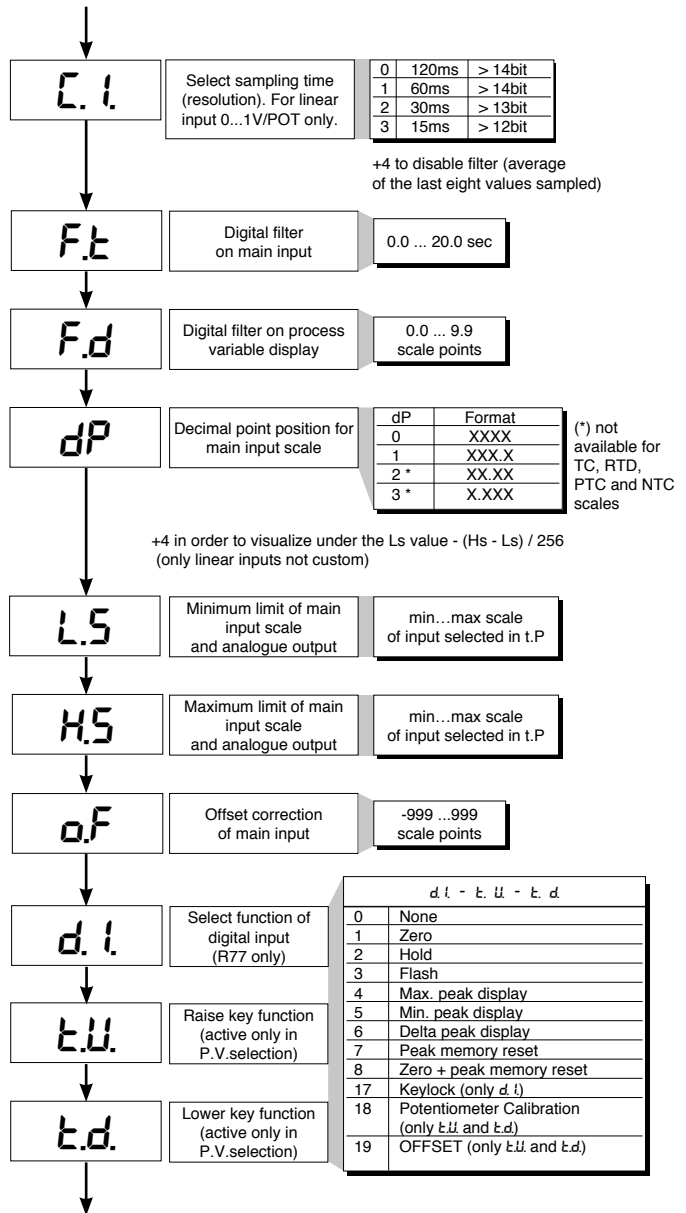 C. I.
Select sampling time
(resolution). For linear
input 0...1V/POT only.
0 120ms > 14bit
1 60ms > 14bit
2 30ms > 13bit
3 15ms > 12bit
+4 to disable filter (average
of the last eight values sampled)
F.t
Digital filter
on main input
0.0 ... 20.0 sec
F.d
Digital filter on process
variable display
0.0 ... 9.9
scale points
dP
Decimal point position for
main input scale
dP Format
0 XXXX
1 XXX.X
2 * XX.XX
3 * X.XXX
(*) not
available for
TC, RTD,
PTC and NTC
scales
+4 in order to visualize under the Ls value - (Hs - Ls) / 256
(only linear inputs not custom)
L.S
Minimum limit of main
input scale
and analogue output
min…max scale
of input selected in t.P
H.S
Maximum limit of main
input scale
and analogue output
min…max scale
of input selected in t.P
o.F
Offset correction
of main input
-999 ...999
scale points
d. I. - t. U. - t. d.
d. I.
Select function of
digital input
(R77 only)
0 None
1 Zero
2 Hold
3 Flash
4 Max. peak display
5 Min. peak display
6 Delta peak display
7 Peak memory reset
8 Zero + peak memory reset
17 Keylock (only d. I.)
18 Potentiometer Calibration
(only t.U. and t.d.)
19 OFFSET (only t.U. and t.d.)
t.U.
Raise key function
(active only in
P.V.selection)
t.d.
Lower key function
(active only in
P.V.selection)